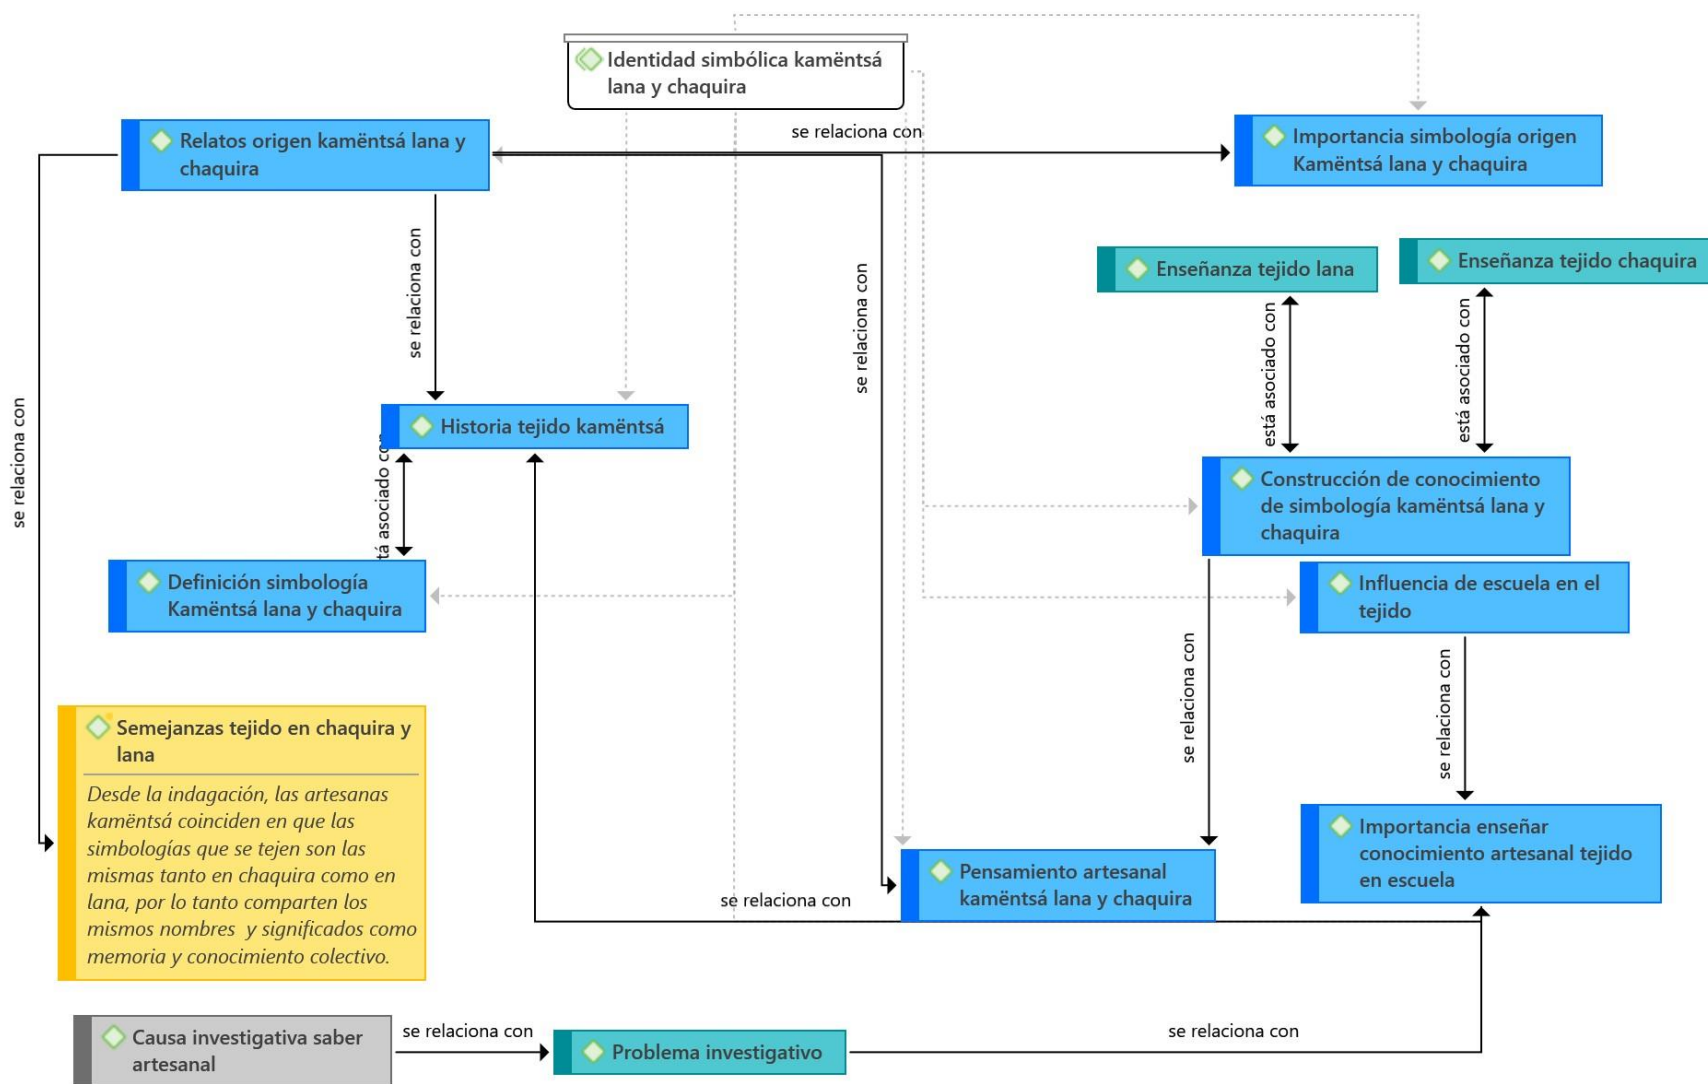 Identidad simbólica kamëntsá
lana y chaquira
Relatos origen kamëntsá lana y
chaquira
se relaciona con
Importancia simbología origen
Kamëntsá lana y chaquira
se relaciona con
se relaciona con
Enseñanza tejido lana
Enseñanza tejido chaquira
está asociado con
está asociado con
se relaciona con
Historia tejido kamëntsá
tá asociado co
Construcción de conocimiento
de simbología kamëntsá lana y
chaquira
Definición simbología
Kamëntsá lana y chaquira
Influencia de escuela en el
tejido
se relaciona con
se relaciona con
Semejanzas tejido en chaquira y
lana
Desde la indagación, las artesanas
kamëntsá coinciden en que las
simbologías que se tejen son las
mismas tanto en chaquira como en
lana, por lo tanto comparten los
mismos nombres y significados como
memoria y conocimiento colectivo.
Importancia enseñar
conocimiento artesanal tejido
en escuela
Pensamiento artesanal
kamëntsá lana y chaquira
se relaciona con
Causa investigativa saber
artesanal
se relaciona con
Problema investigativo
se relaciona con